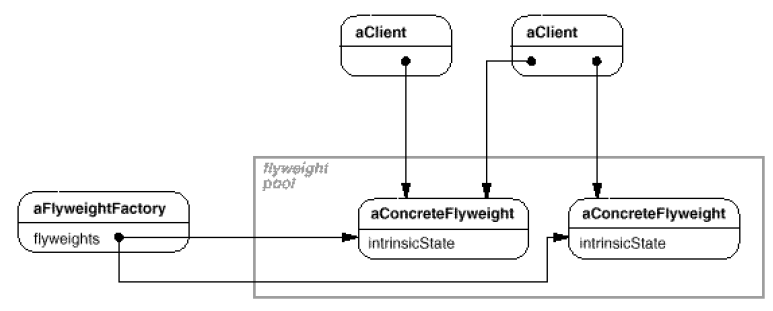 aClient
aClient
flyweight
pool
aFlyweightFactory
flyweights
aConcreteFlyweight
intrinsicState
aConcreteFlyweight
intrinsicState